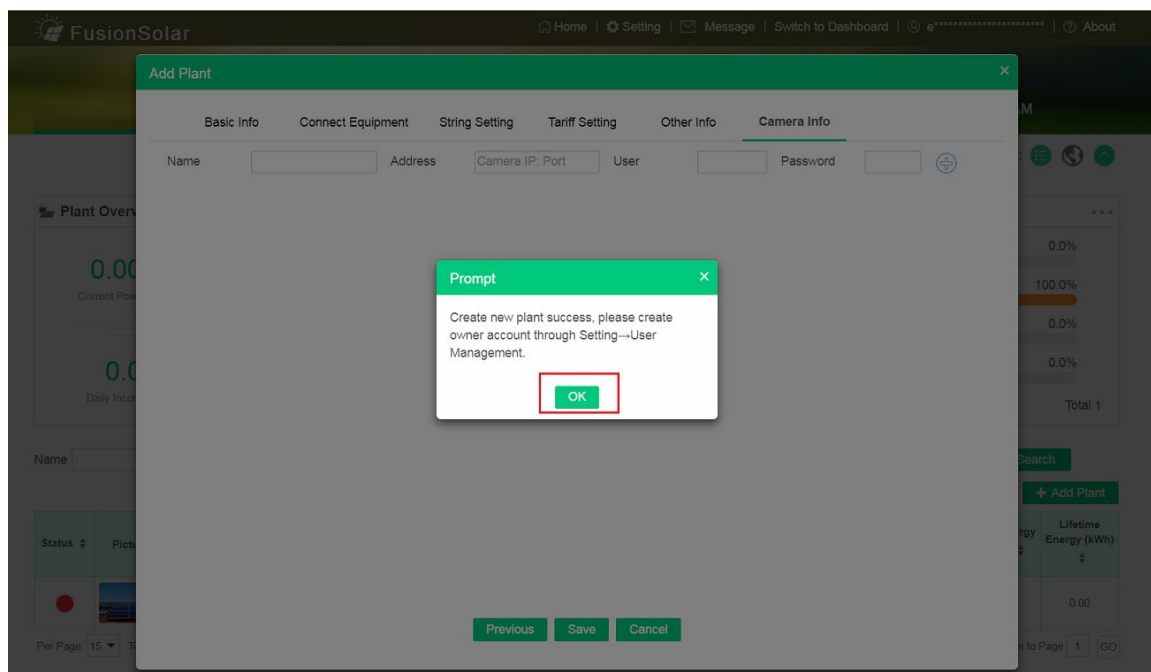 FusionSolar
Home | Setting | Message | Switch to Dashboard | e*********************** | About
Add Plant ×
Basic Info Connect Equipment String Setting Tariff Setting Other Info Camera Info
Name Address Camera IP: Port User Password
Plant Overv
0.00
Current Pow
0.0
Daily Incom
0.0%
100.0%
0.0%
0.0%
Total 1
Prompt ×
Create new plant success, please create
owner account through Setting→User
Management.
OK
Name Search
+ Add Plant
Status Pictu rgy Lifetime
Energy (kWh)
0.00
Previous Save Cancel
Per Page: 15 to Page 1 GO